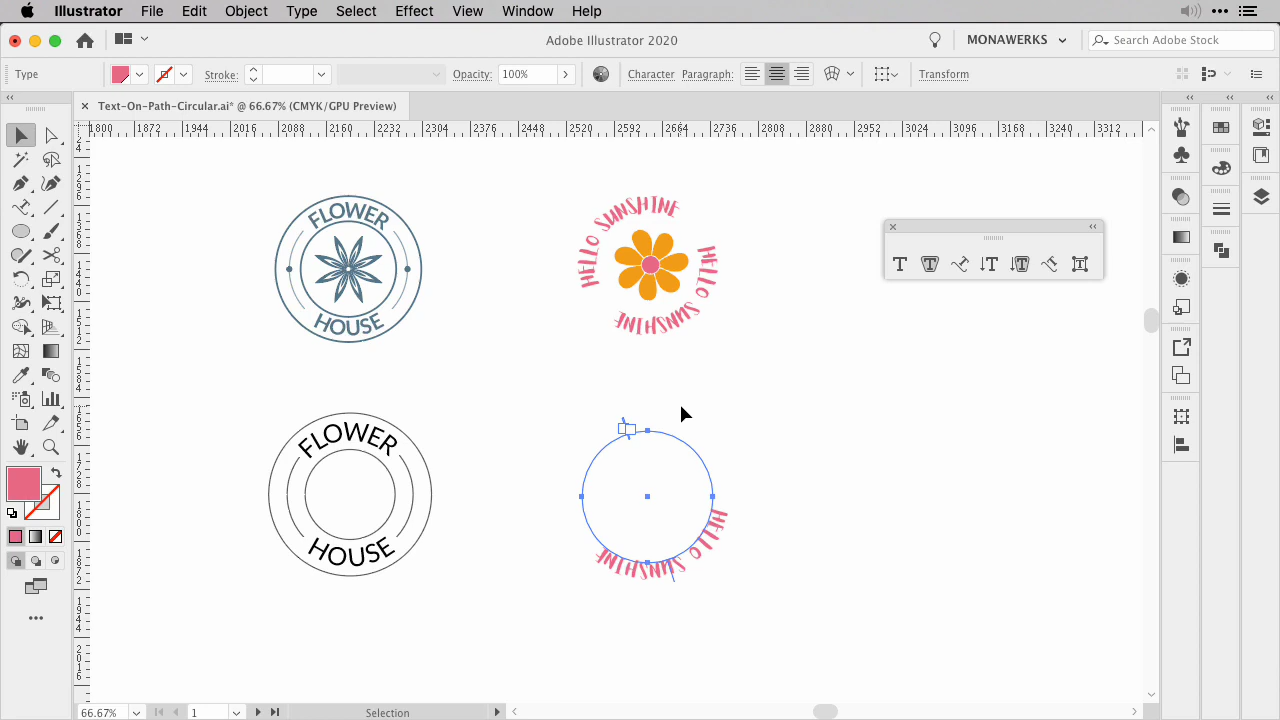 Illustrator File Edit Object Type Select Effect View Window Help
Adobe Illustrator 2020
MONAWERKS
Search Adobe Stock
Type
Stroke:
Opacity: 100%
Character Paragraph:
Transform
× Text-On-Path-Circular.ai* @ 66.67% (CMYK/GPU Preview)
1800 1872 1944 2016 2088 2160 2232 2304 2376 2448 2520 2592 2664 2736 2808 2880 2952 3024 3096 3168 3240 3312
FLOWER
HOUSE
HELLO SUNSHINE
HELLO SUNSHINE
FLOWER
HOUSE
HELLO SUNSHINE
66.67%
1
Selection